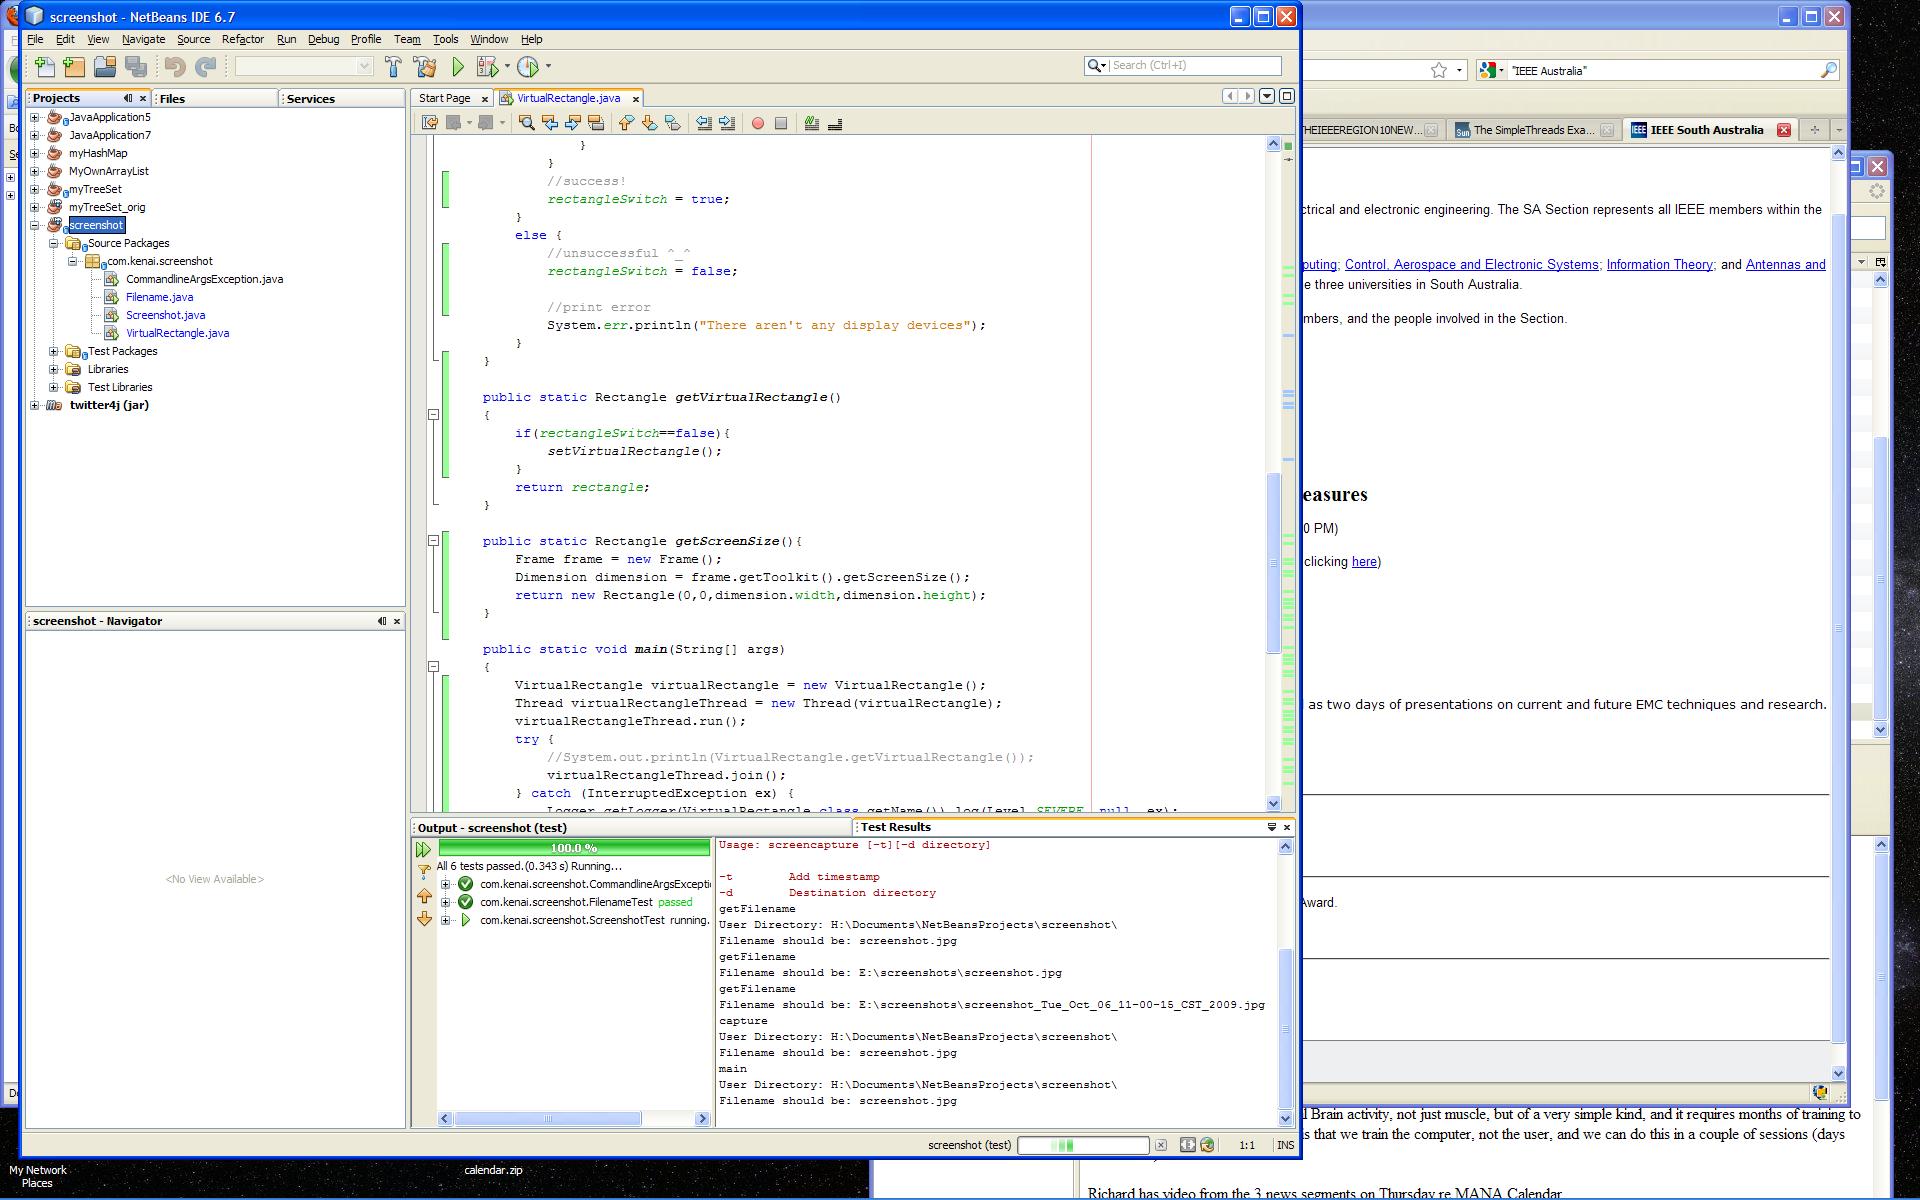 screenshot - NetBeans IDE 6.7
File Edit View Navigate Source Refactor Run Debug Profile Team Tools Window Help
Search (Ctrl+I)
Projects
Files
Services
JavaApplication5
JavaApplication7
myHashMap
MyOwnArrayList
myTreeSet
myTreeSet_orig
screenshot
Source Packages
com.kenai.screenshot
CommandlineArgsException.java
Filename.java
Screenshot.java
VirtualRectangle.java
Test Packages
Libraries
Test Libraries
twitter4j (jar)
screenshot - Navigator
<No View Available>
Start Page
VirtualRectangle.java
}
}
//success!
rectangleSwitch = true;
}
else {
//unsuccessful ^_^
rectangleSwitch = false;
//print error
System.err.println("There aren't any display devices");
}
}
public static Rectangle getVirtualRectangle()
{
if(rectangleSwitch==false){
setVirtualRectangle();
}
return rectangle;
}
public static Rectangle getScreenSize(){
Frame frame = new Frame();
Dimension dimension = frame.getToolkit().getScreenSize();
return new Rectangle(0,0,dimension.width,dimension.height);
}
public static void main(String[] args)
{
VirtualRectangle virtualRectangle = new VirtualRectangle();
Thread virtualRectangleThread = new Thread(virtualRectangle);
virtualRectangleThread.run();
try {
//System.out.println(VirtualRectangle.getVirtualRectangle());
virtualRectangleThread.join();
} catch (InterruptedException ex) {
Logger.getLogger(VirtualRectangle.class.getName()).log(Level.SEVERE, null, ex);
Output - screenshot (test)
Test Results
100.0 %
All 6 tests passed.(0.343 s) Running...
com.kenai.screenshot.CommandlineArgsExcepti
com.kenai.screenshot.FilenameTest passed
com.kenai.screenshot.ScreenshotTest running.
Usage: screencapture [-t][-d directory]
-t Add timestamp
-d Destination directory
getFilename
User Directory: H:\Documents\NetBeansProjects\screenshot\
Filename should be: screenshot.jpg
getFilename
Filename should be: E:\screenshots\screenshot.jpg
getFilename
Filename should be: E:\screenshots\screenshot_Tue_Oct_06_11-00-15_CST_2009.jpg
capture
User Directory: H:\Documents\NetBeansProjects\screenshot\
Filename should be: screenshot.jpg
main
User Directory: H:\Documents\NetBeansProjects\screenshot\
Filename should be: screenshot.jpg
screenshot (test)
1:1 INS
"IEEE Australia"
THEIEEEREGION10NEW...
Sun The SimpleThreads Exa...
IEEE IEEE South Australia
ctrical and electronic engineering. The SA Section represents all IEEE members within the
puting; Control, Aerospace and Electronic Systems; Information Theory; and Antennas and
e three universities in South Australia.
mbers, and the people involved in the Section.
easures
0 PM)
clicking here)
as two days of presentations on current and future EMC techniques and research.
Award.
l Brain activity, not just muscle, but of a very simple kind, and it requires months of training to
is that we train the computer, not the user, and we can do this in a couple of sessions (days
Richard has video from the 3 news segments on Thursday re MANA Calendar
My Network
Places
calendar.zip